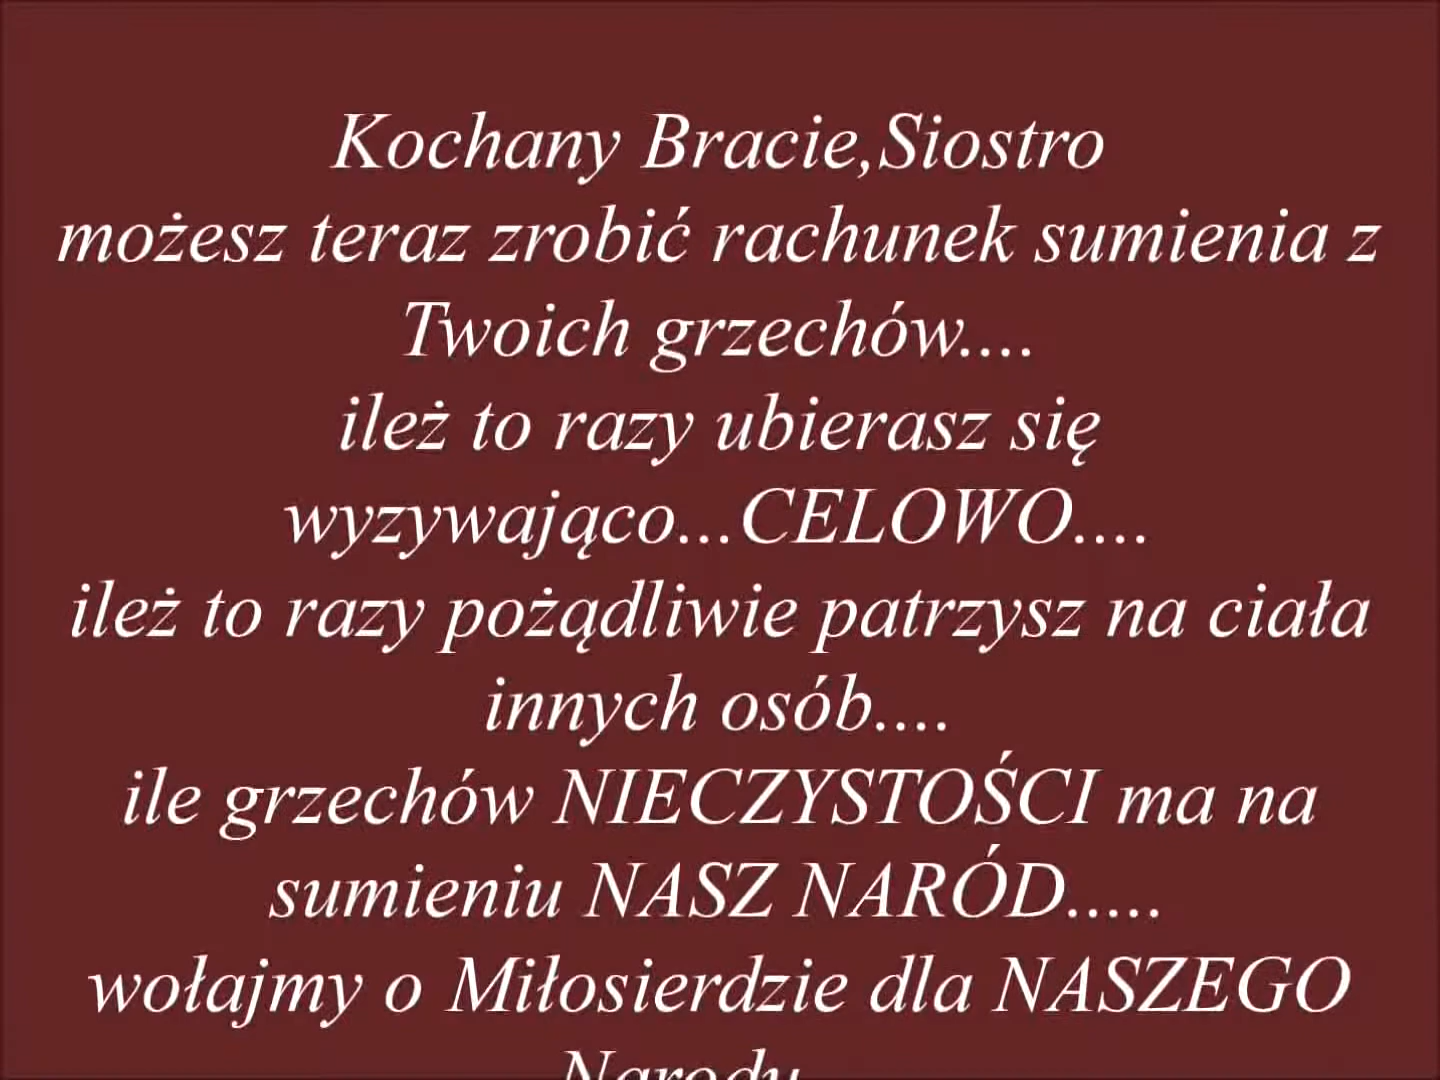 Kochany Bracie,Siostro
możesz teraz zrobić rachunek sumienia z
Twoich grzechów....
ileż to razy ubierasz się
wyzywająco...CELOWO....
ileż to razy pożądliwie patrzysz na ciała
innych osób....
ile grzechów NIECZYSTOŚCI ma na
sumieniu NASZ NARÓD.....
wołajmy o Miłosierdzie dla NASZEGO
Narodu